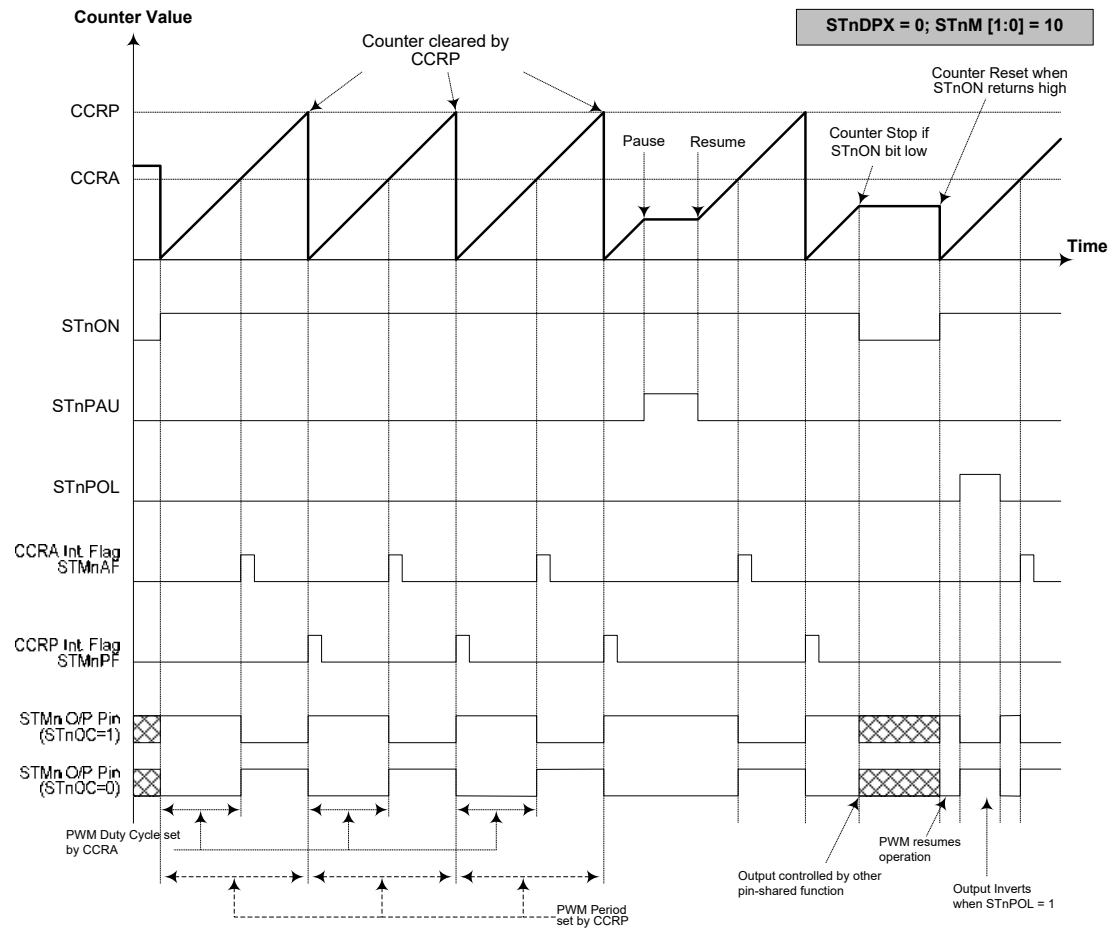 Counter Value
STnDPX = 0; STnM [1:0] = 10
Counter cleared by
CCRP
Counter Reset when
STnON returns high
CCRP
Pause
Resume
Counter Stop if
STnON bit low
CCRA
Time
STnON
STnPAU
STnPOL
CCRA Int. Flag
STMnAF
CCRP Int. Flag
STMnPF
STMn O/P Pin
(STnOC=1)
STMn O/P Pin
(STnOC=0)
PWM Duty Cycle set
by CCRA
PWM resumes
operation
Output controlled by other
pin-shared function
Output Inverts
when STnPOL = 1
PWM Period
set by CCRP